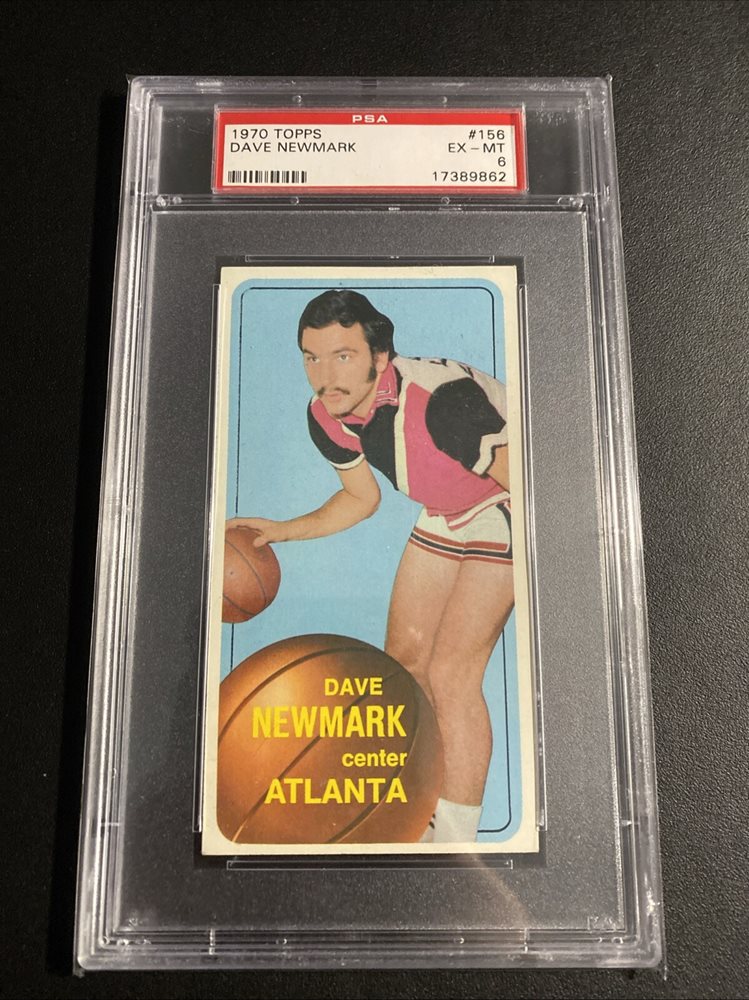 PSA
1970 TOPPS #156
DAVE NEWMARK EX - MT
6
17389862
DAVE
NEWMARK
center
ATLANTA